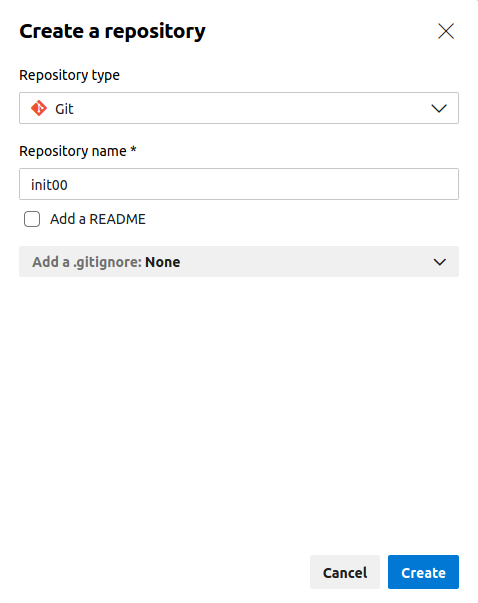 Create a repository
Repository type
Git
Repository name *
init00
Add a README
Add a .gitignore: None
Cancel
Create